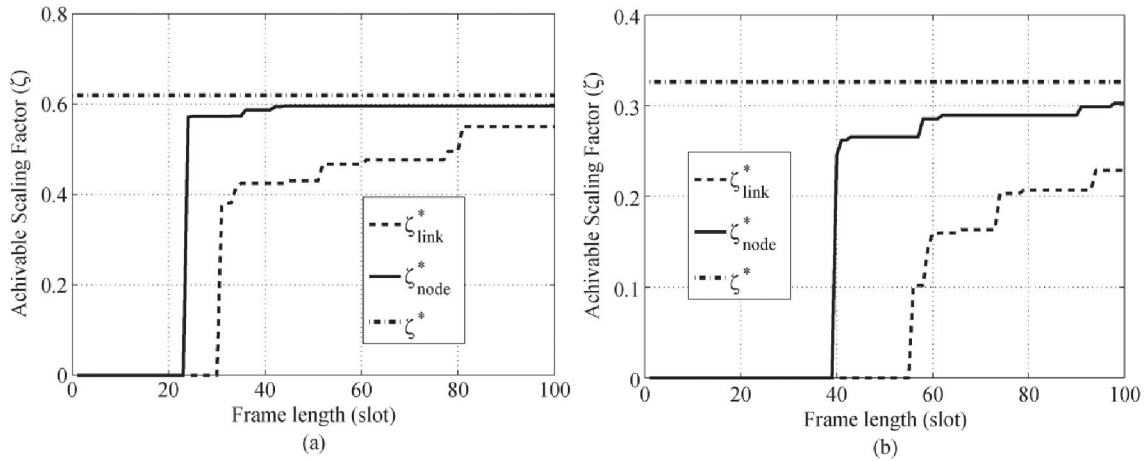 Achivable Scaling Factor (ζ)
0.8
0.6
0.4
0.2
0
0 20 40 60 80 100
Frame length (slot)
ζ*link
ζ*node
ζ*
(a)
Achivable Scaling Factor (ζ)
0.4
0.3
0.2
0.1
0
0 20 40 60 80 100
Frame length (slot)
ζ*link
ζ*node
ζ*
(b)